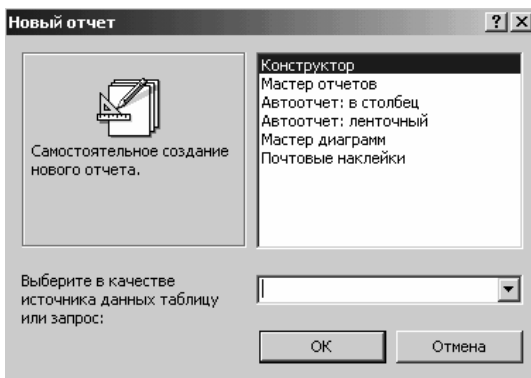 Новый отчет
Самостоятельное создание
нового отчета.
Конструктор
Мастер отчетов
Автоотчет: в столбец
Автоотчет: ленточный
Мастер диаграмм
Почтовые наклейки
Выберите в качестве
источника данных таблицу
или запрос:
ОК
Отмена